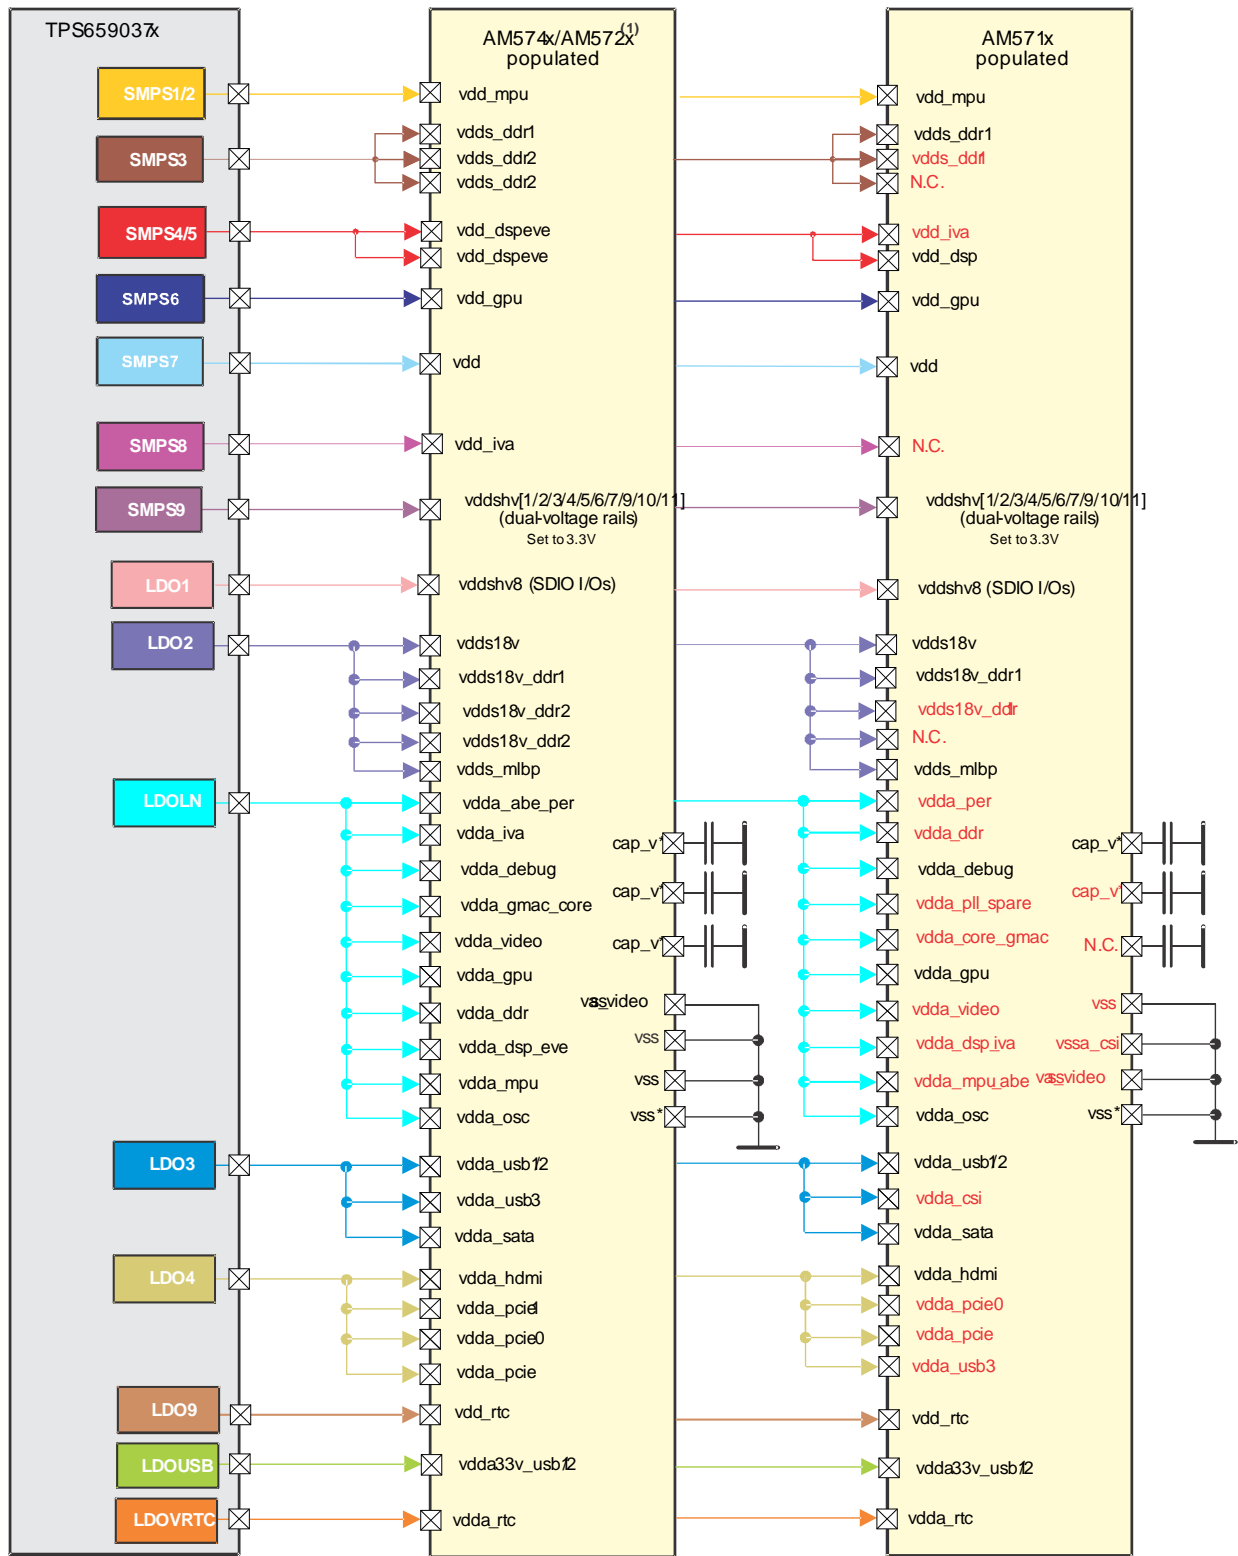 TPS659037x
SMPS1/2
SMPS3
SMPS4/5
SMPS6
SMPS7
SMPS8
SMPS9
LDO1
LDO2
LDOLN
LDO3
LDO4
LDO9
LDOUSB
LDOVRTC
AM574x/AM572x(1)
populated
vdd_mpu
vdds_ddr1
vdds_ddr2
vdds_ddr2
vdd_dspeve
vdd_dspeve
vdd_gpu
vdd
vdd_iva
vddshv[1/2/3/4/5/6/7/9/10/11]
(dual-voltage rails)
Set to 3.3V
vddshv8 (SDIO I/Os)
vdds18v
vdds18v_ddr1
vdds18v_ddr2
vdds18v_ddr2
vdds_mlbp
vdda_abe_per
vdda_iva
vdda_debug
vdda_gmac_core
vdda_video
vdda_gpu
vdda_ddr
vdda_dsp_eve
vdda_mpu
vdda_osc
cap_v*
cap_v*
cap_v*
vssa_video
vss
vss
vss*
vdda_usb1/2
vdda_usb3
vdda_sata
vdda_hdmi
vdda_pcie1
vdda_pcie0
vdda_pcie
vdd_rtc
vdda33v_usb1/2
vdda_rtc
AM571x
populated
vdd_mpu
vdds_ddr1
vdds_ddr1
N.C.
vdd_iva
vdd_dsp
vdd_gpu
vdd
N.C.
vddshv[1/2/3/4/5/6/7/9/10/11]
(dual-voltage rails)
Set to 3.3V
vddshv8 (SDIO I/Os)
vdds18v
vdds18v_ddr1
vdds18v_ddr1
N.C.
vdds_mlbp
vdda_per
vdda_ddr
vdda_debug
vdda_pll_spare
vdda_core_gmac
vdda_gpu
vdda_video
vdda_dsp_iva
vdda_mpu_abe
vdda_osc
cap_v*
cap_v*
N.C.
vss
vssa_csi
vssa_video
vss*
vdda_usb1/2
vdda_csi
vdda_sata
vdda_hdmi
vdda_pcie0
vdda_pcie
vdda_usb3
vdd_rtc
vdda33v_usb1/2
vdda_rtc